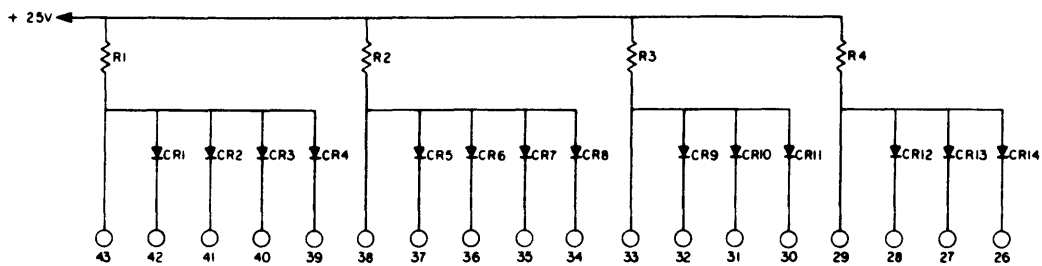 + 25V
R1 R2 R3 R4
CR1 CR2 CR3 CR4 CR5 CR6 CR7 CR8 CR9 CR10 CR11 CR12 CR13 CR14
43 42 41 40 39 38 37 36 35 34 33 32 31 30 29 28 27 26